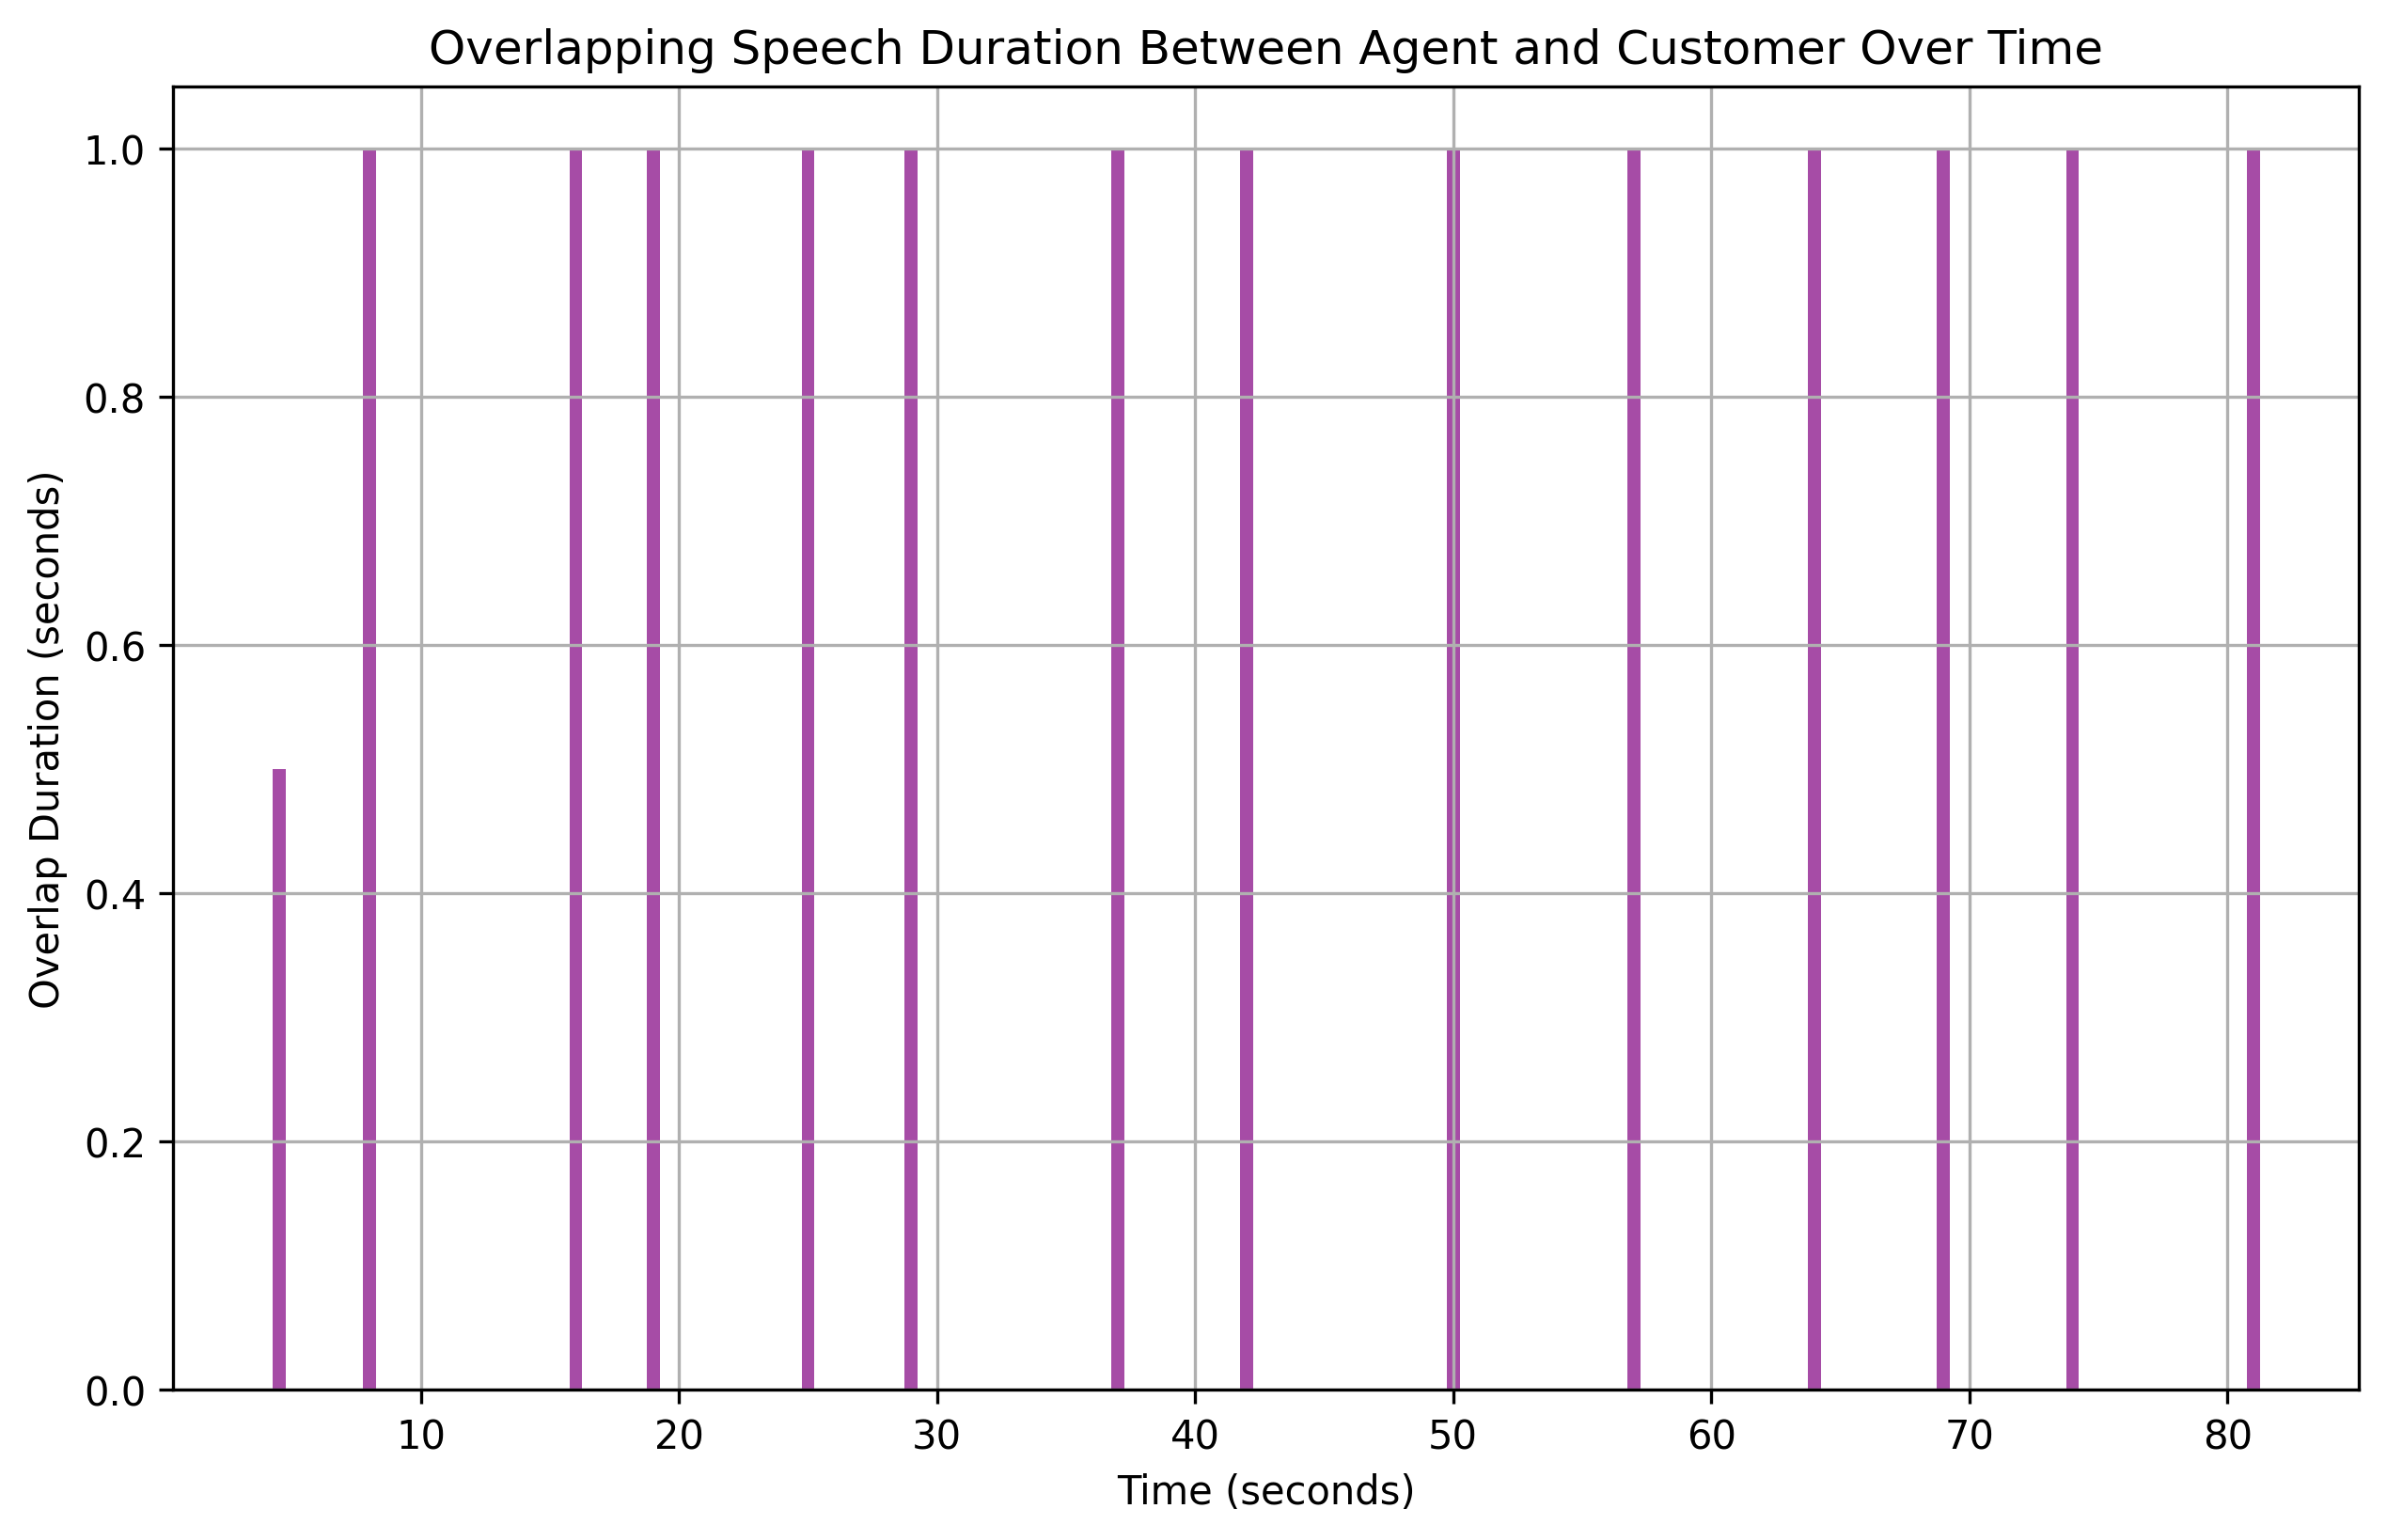 Overlapping Speech Duration Between Agent and Customer Over Time
Overlap Duration (seconds)
1.0
0.8
0.6
0.4
0.2
0.0
10 20 30 40 50 60 70 80
Time (seconds)